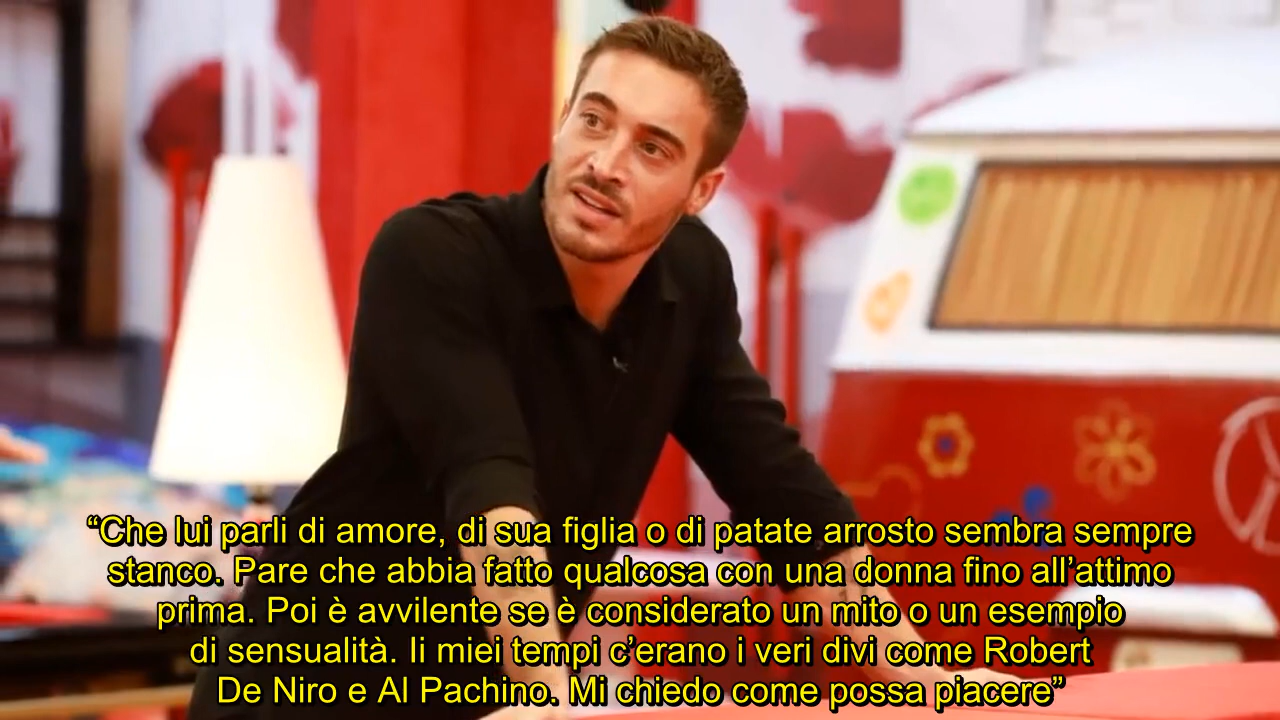 “Che lui parli di amore, di sua figlia o di patate arrosto sembra sempre
stanco. Pare che abbia fatto qualcosa con una donna fino all’attimo
prima. Poi è avvilente se è considerato un mito o un esempio
di sensualità. Ii miei tempi c’erano i veri divi come Robert
De Niro e Al Pachino. Mi chiedo come possa piacere”